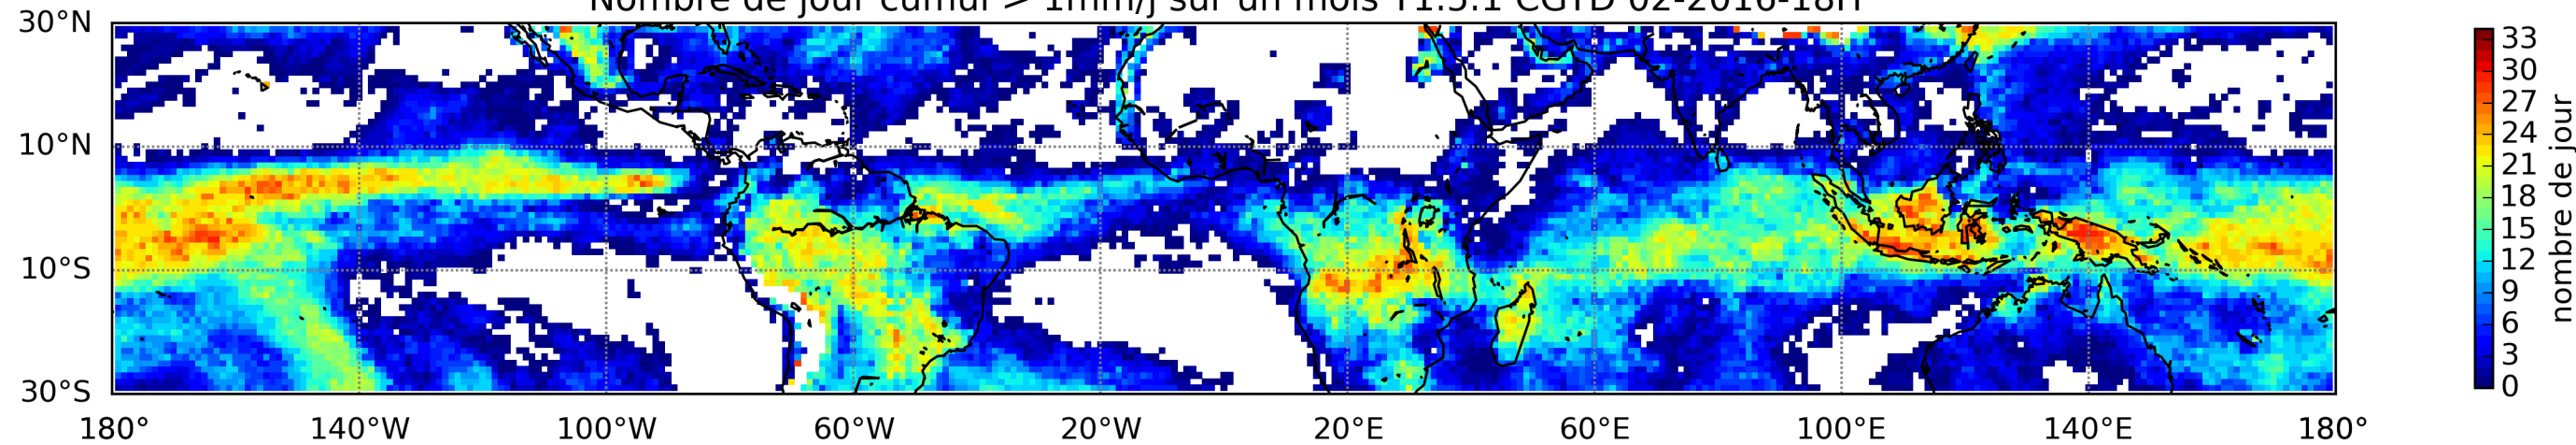 Nombre de jour cumul > 1mm/j sur un mois T1.5.1 CGTD 02-2016-18H
30°N
10°N
10°S
30°S
180° 140°W 100°W 60°W 20°W 20°E 60°E 100°E 140°E 180°
33
30
27
24
21
18
15
12
9
6
3
0
nombre de jour